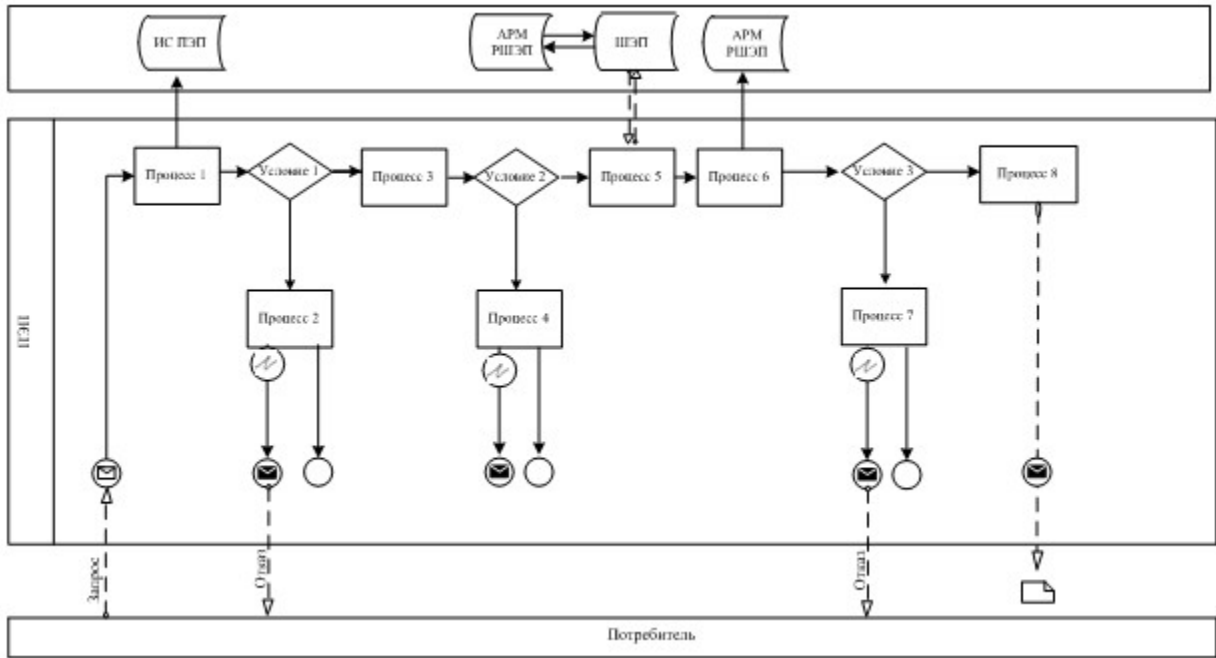 ИС ПЭП
АРМ
РШЭП
ШЭП
АРМ
РШЭП
Процесс 1
Условие 1
Процесс 3
Условие 2
Процесс 5
Процесс 6
Условие 3
Процесс 8
Процесс 2
Процесс 4
Процесс 7
Запрос
Отказ
Отказ
Потребитель